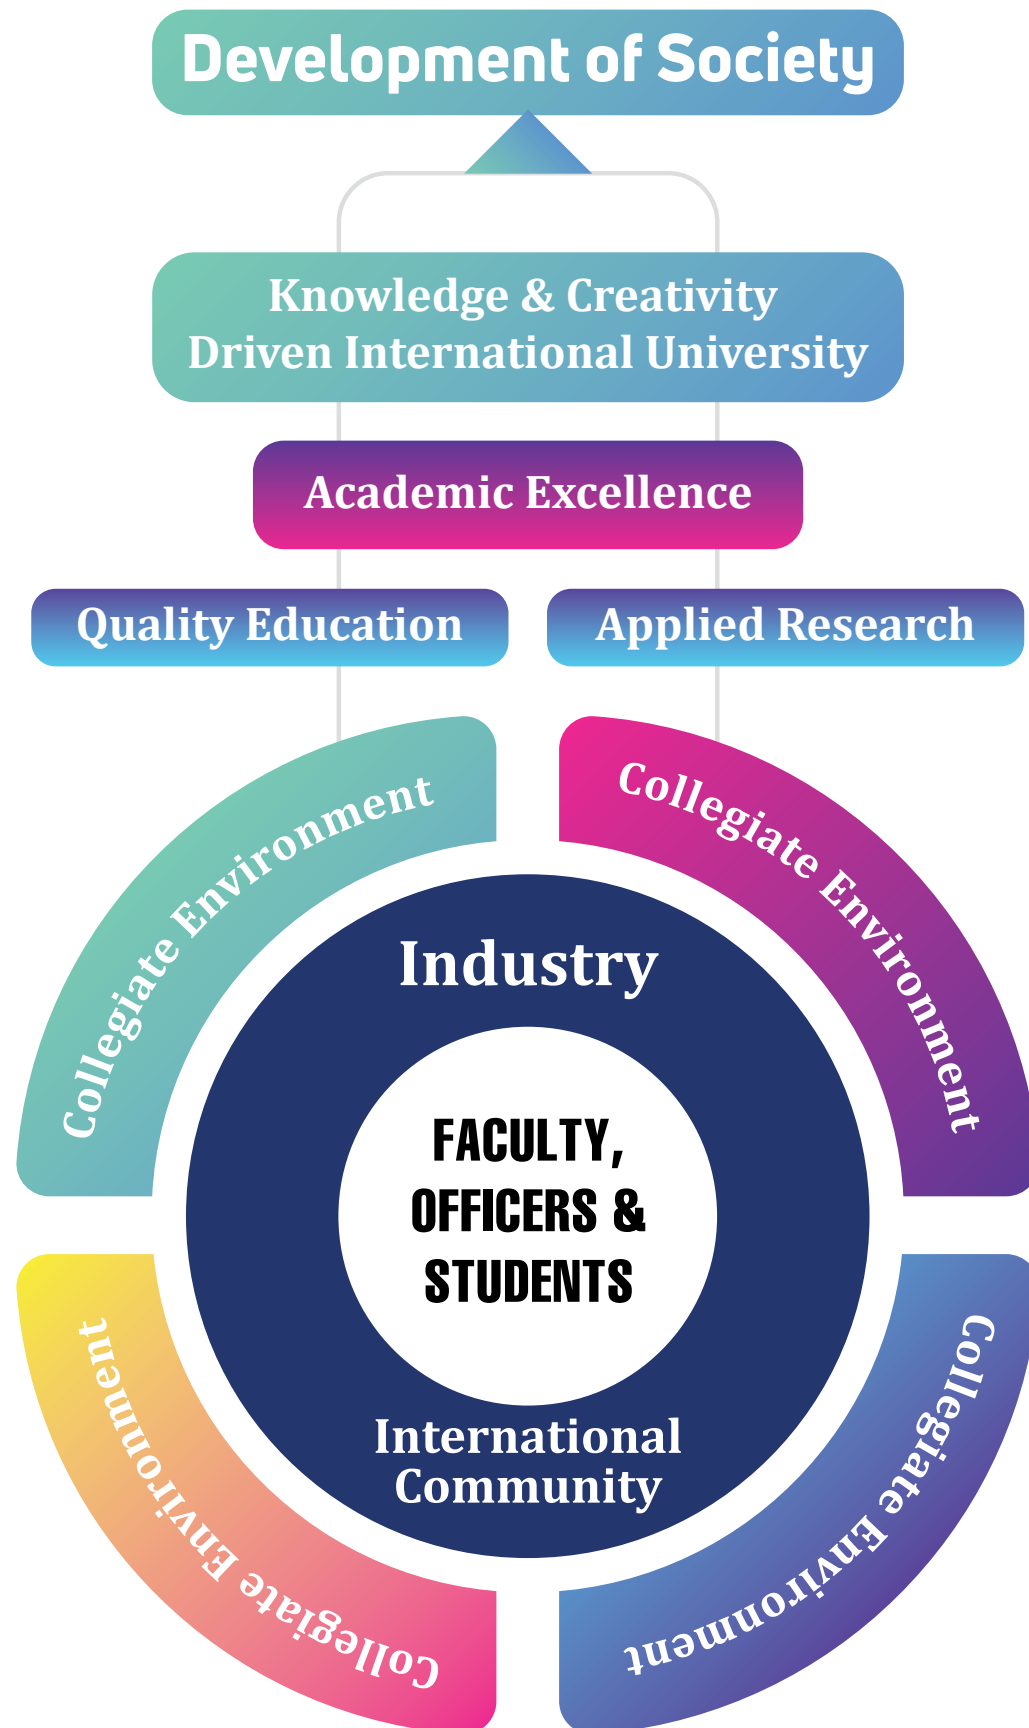 Development of Society
Knowledge & Creativity
Driven International University
Academic Excellence
Quality Education
Applied Research
Collegiate Environment
Collegiate Environment
Industry
FACULTY,
OFFICERS &
STUDENTS
International
Community
Collegiate Environment
Collegiate Environment